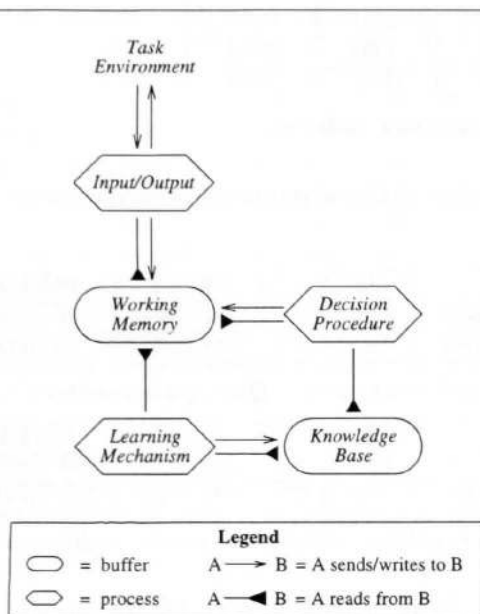 Task
Environment
Input/Output
Working
Memory
Decision
Procedure
Learning
Mechanism
Knowledge
Base
Legend
= buffer A B = A sends/writes to B
= process A B = A reads from B